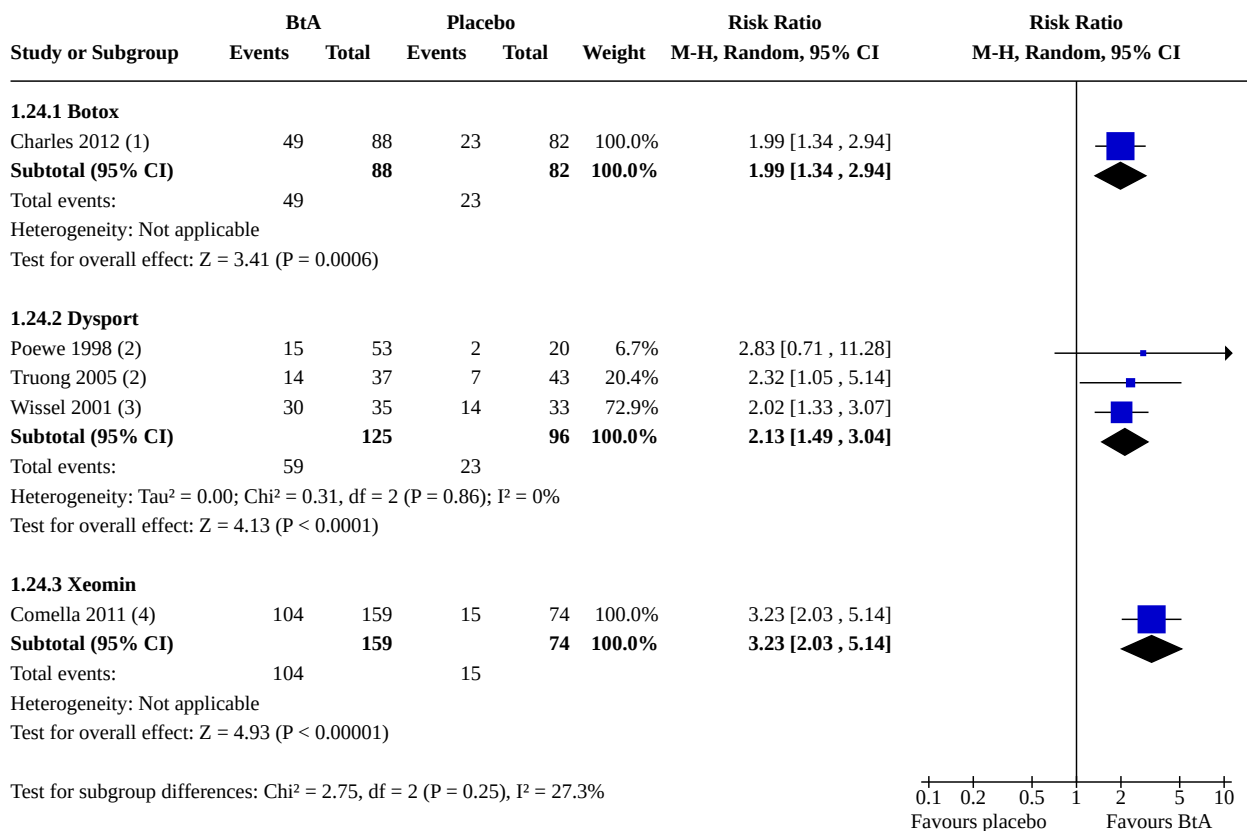 BtA Placebo Risk Ratio Risk Ratio
Study or Subgroup Events Total Events Total Weight M-H, Random, 95% CI M-H, Random, 95% CI
1.24.1 Botox
Charles 2012 (1) 49 88 23 82 100.0% 1.99 [1.34 , 2.94]
Subtotal (95% CI) 88 82 100.0% 1.99 [1.34 , 2.94]
Total events: 49 23
Heterogeneity: Not applicable
Test for overall effect: Z = 3.41 (P = 0.0006)
1.24.2 Dysport
Poewe 1998 (2) 15 53 2 20 6.7% 2.83 [0.71 , 11.28]
Truong 2005 (2) 14 37 7 43 20.4% 2.32 [1.05 , 5.14]
Wissel 2001 (3) 30 35 14 33 72.9% 2.02 [1.33 , 3.07]
Subtotal (95% CI) 125 96 100.0% 2.13 [1.49 , 3.04]
Total events: 59 23
Heterogeneity: Tau² = 0.00; Chi² = 0.31, df = 2 (P = 0.86); I² = 0%
Test for overall effect: Z = 4.13 (P < 0.0001)
1.24.3 Xeomin
Comella 2011 (4) 104 159 15 74 100.0% 3.23 [2.03 , 5.14]
Subtotal (95% CI) 159 74 100.0% 3.23 [2.03 , 5.14]
Total events: 104 15
Heterogeneity: Not applicable
Test for overall effect: Z = 4.93 (P < 0.00001)
Test for subgroup differences: Chi² = 2.75, df = 2 (P = 0.25), I² = 27.3%
0.1 0.2 0.5 1 2 5 10
Favours placebo Favours BtA